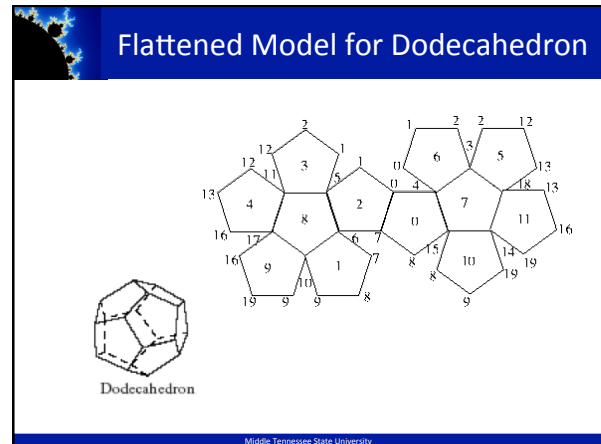 Flattened Model for Dodecahedron
2
1 2 2 12
12 1
3
3
6 5
12 1
0 13
11 5 0 4 18 13
13
4 2 7 11
8 0
16 17 6 7 15 14 16
16 7 8 19
9 1 10
8 19
10
19 9 9 8
9
Dodecahedron
Middle Tennessee State University